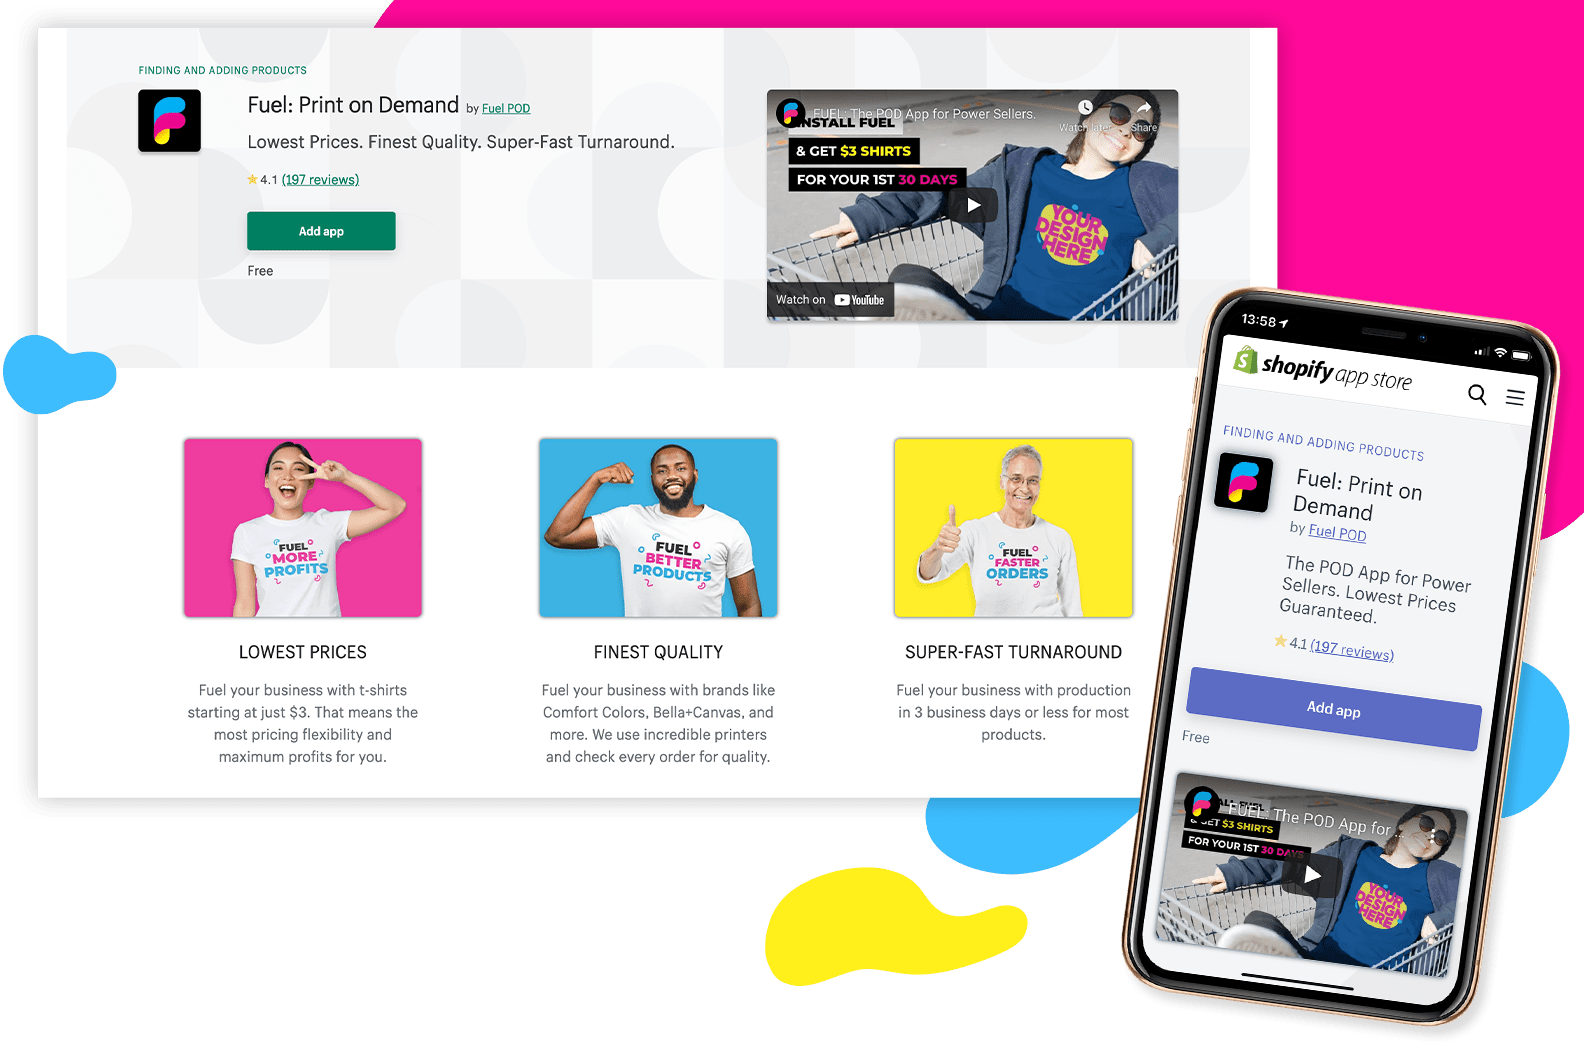 FINDING AND ADDING PRODUCTS
Fuel: Print on Demand by Fuel POD
Lowest Prices. Finest Quality. Super-Fast Turnaround.
4.1 (197 reviews)
Add app
Free
FUEL: The POD App for Power Sellers.
Watch later
Share
INSTALL FUEL
& GET $3 SHIRTS
FOR YOUR 1ST 30 DAYS
YOUR
DESIGN
HERE
Watch on YouTube
FUEL
MORE
PROFITS
FUEL
BETTER
PRODUCTS
FUEL
FASTER
ORDERS
LOWEST PRICES
Fuel your business with t-shirts
starting at just $3. That means the
most pricing flexibility and
maximum profits for you.
FINEST QUALITY
Fuel your business with brands like
Comfort Colors, Bella+Canvas, and
more. We use incredible printers
and check every order for quality.
SUPER-FAST TURNAROUND
Fuel your business with production
in 3 business days or less for most
products.
13:58
shopify app store
FINDING AND ADDING PRODUCTS
Fuel: Print on
Demand
by Fuel POD
The POD App for Power
Sellers. Lowest Prices
Guaranteed.
4.1 (197 reviews)
Add app
Free
FUEL: The POD App for ...
FUEL
& GET $3 SHIRTS
FOR YOUR 1ST 30 DAYS
YOUR
DESIGN
HERE